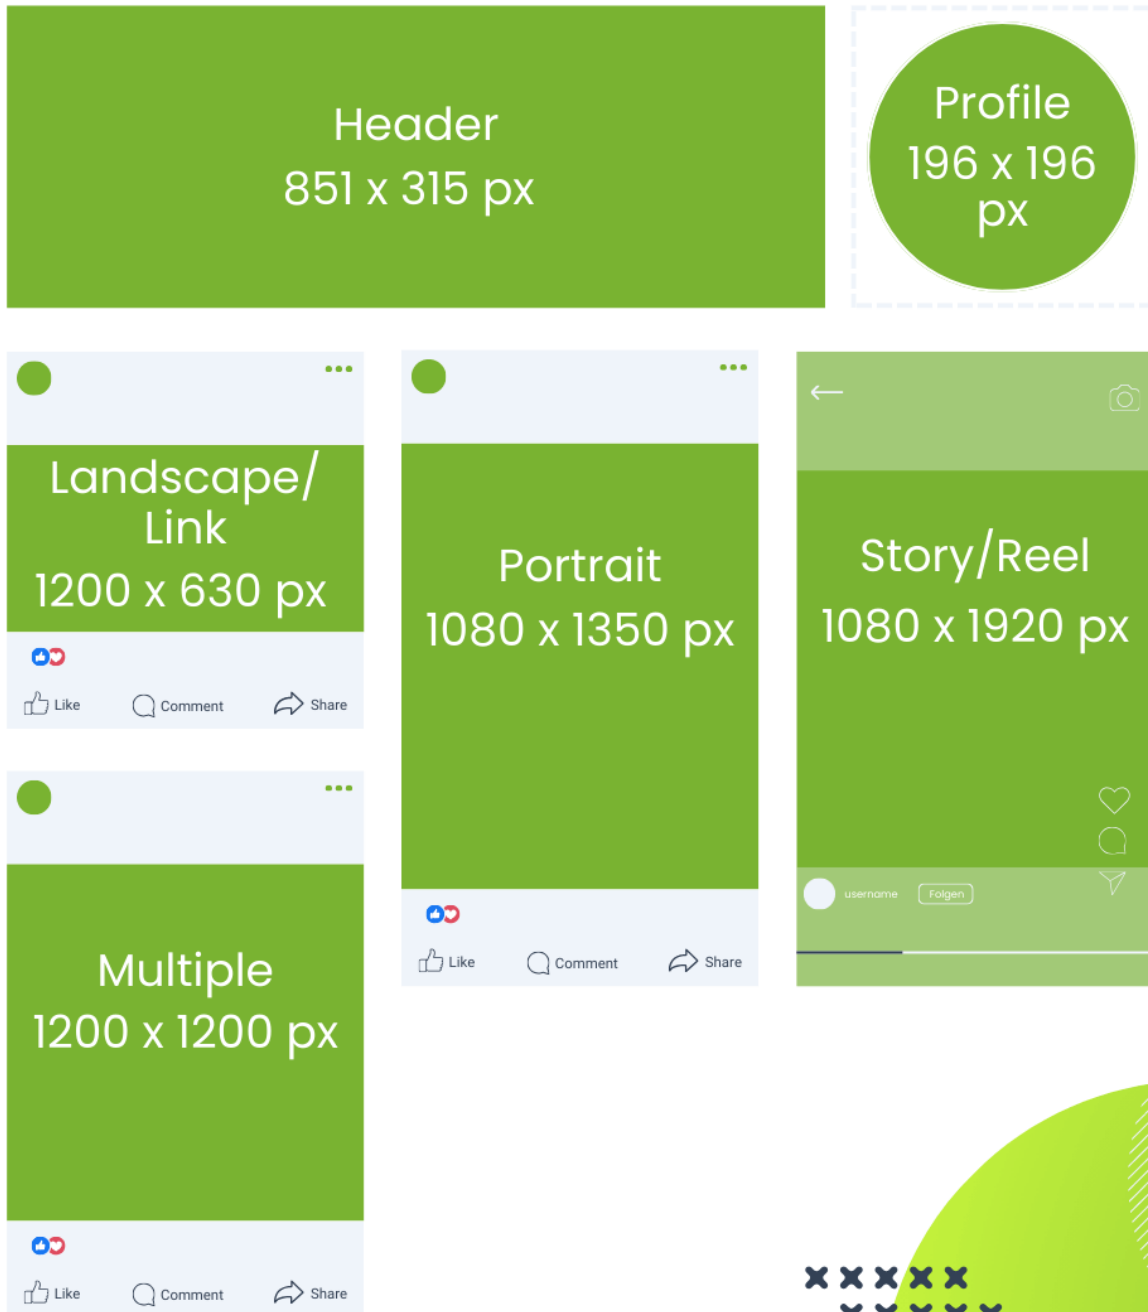 Header
851 x 315 px
Profile
196 x 196
px
Landscape/
Link
1200 x 630 px
Like
Comment
Share
Portrait
1080 x 1350 px
Like
Comment
Share
Story/Reel
1080 x 1920 px
username
Folgen
Multiple
1200 x 1200 px
Like
Comment
Share